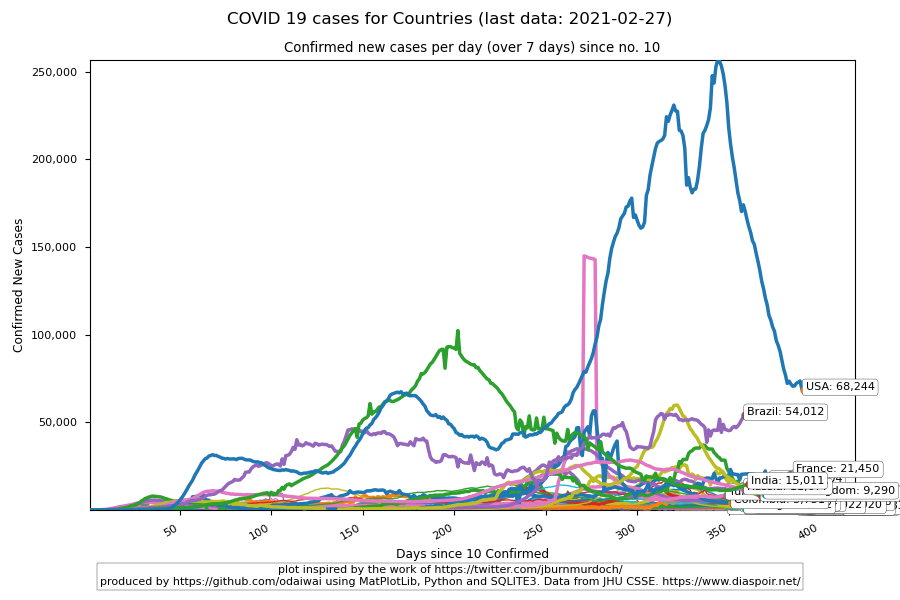 COVID 19 cases for Countries (last data: 2021-02-27)
Confirmed new cases per day (over 7 days) since no. 10
250,000
200,000
150,000
100,000
50,000
Confirmed New Cases
USA: 68,244
Brazil: 54,012
France: 21,450
India: 15,011
dom: 9,290
50
100
150
200
250
300
350
400
Days since 10 Confirmed
plot inspired by the work of https://twitter.com/jburnmurdoch/
produced by https://github.com/odaiwai using MatPlotLib, Python and SQLITE3. Data from JHU CSSE. https://www.diaspoir.net/